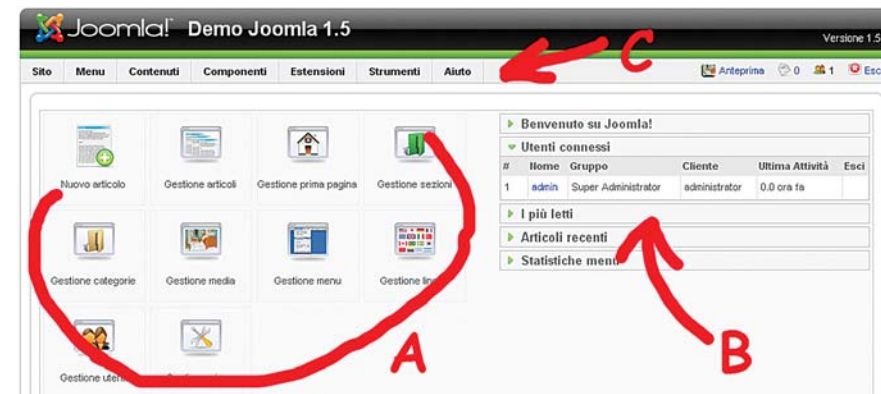 Joomla! Demo Joomla 1.5
Versione 1.5
Sito Menu Contenuti Componenti Estensioni Strumenti Aiuto
Anteprima 0 1 Esci
C
Nuovo articolo Gestione articoli Gestione prima pagina Gestione sezioni
Gestione categorie Gestione media Gestione menu Gestione
Gestione
Benvenuto su Joomla!
Utenti connessi
# Nome Gruppo Cliente Ultima Attività Esci
1 admin Super Administrator administrator 0.0 ora fa
I più letti
Articoli recenti
Statistiche menu
A
B